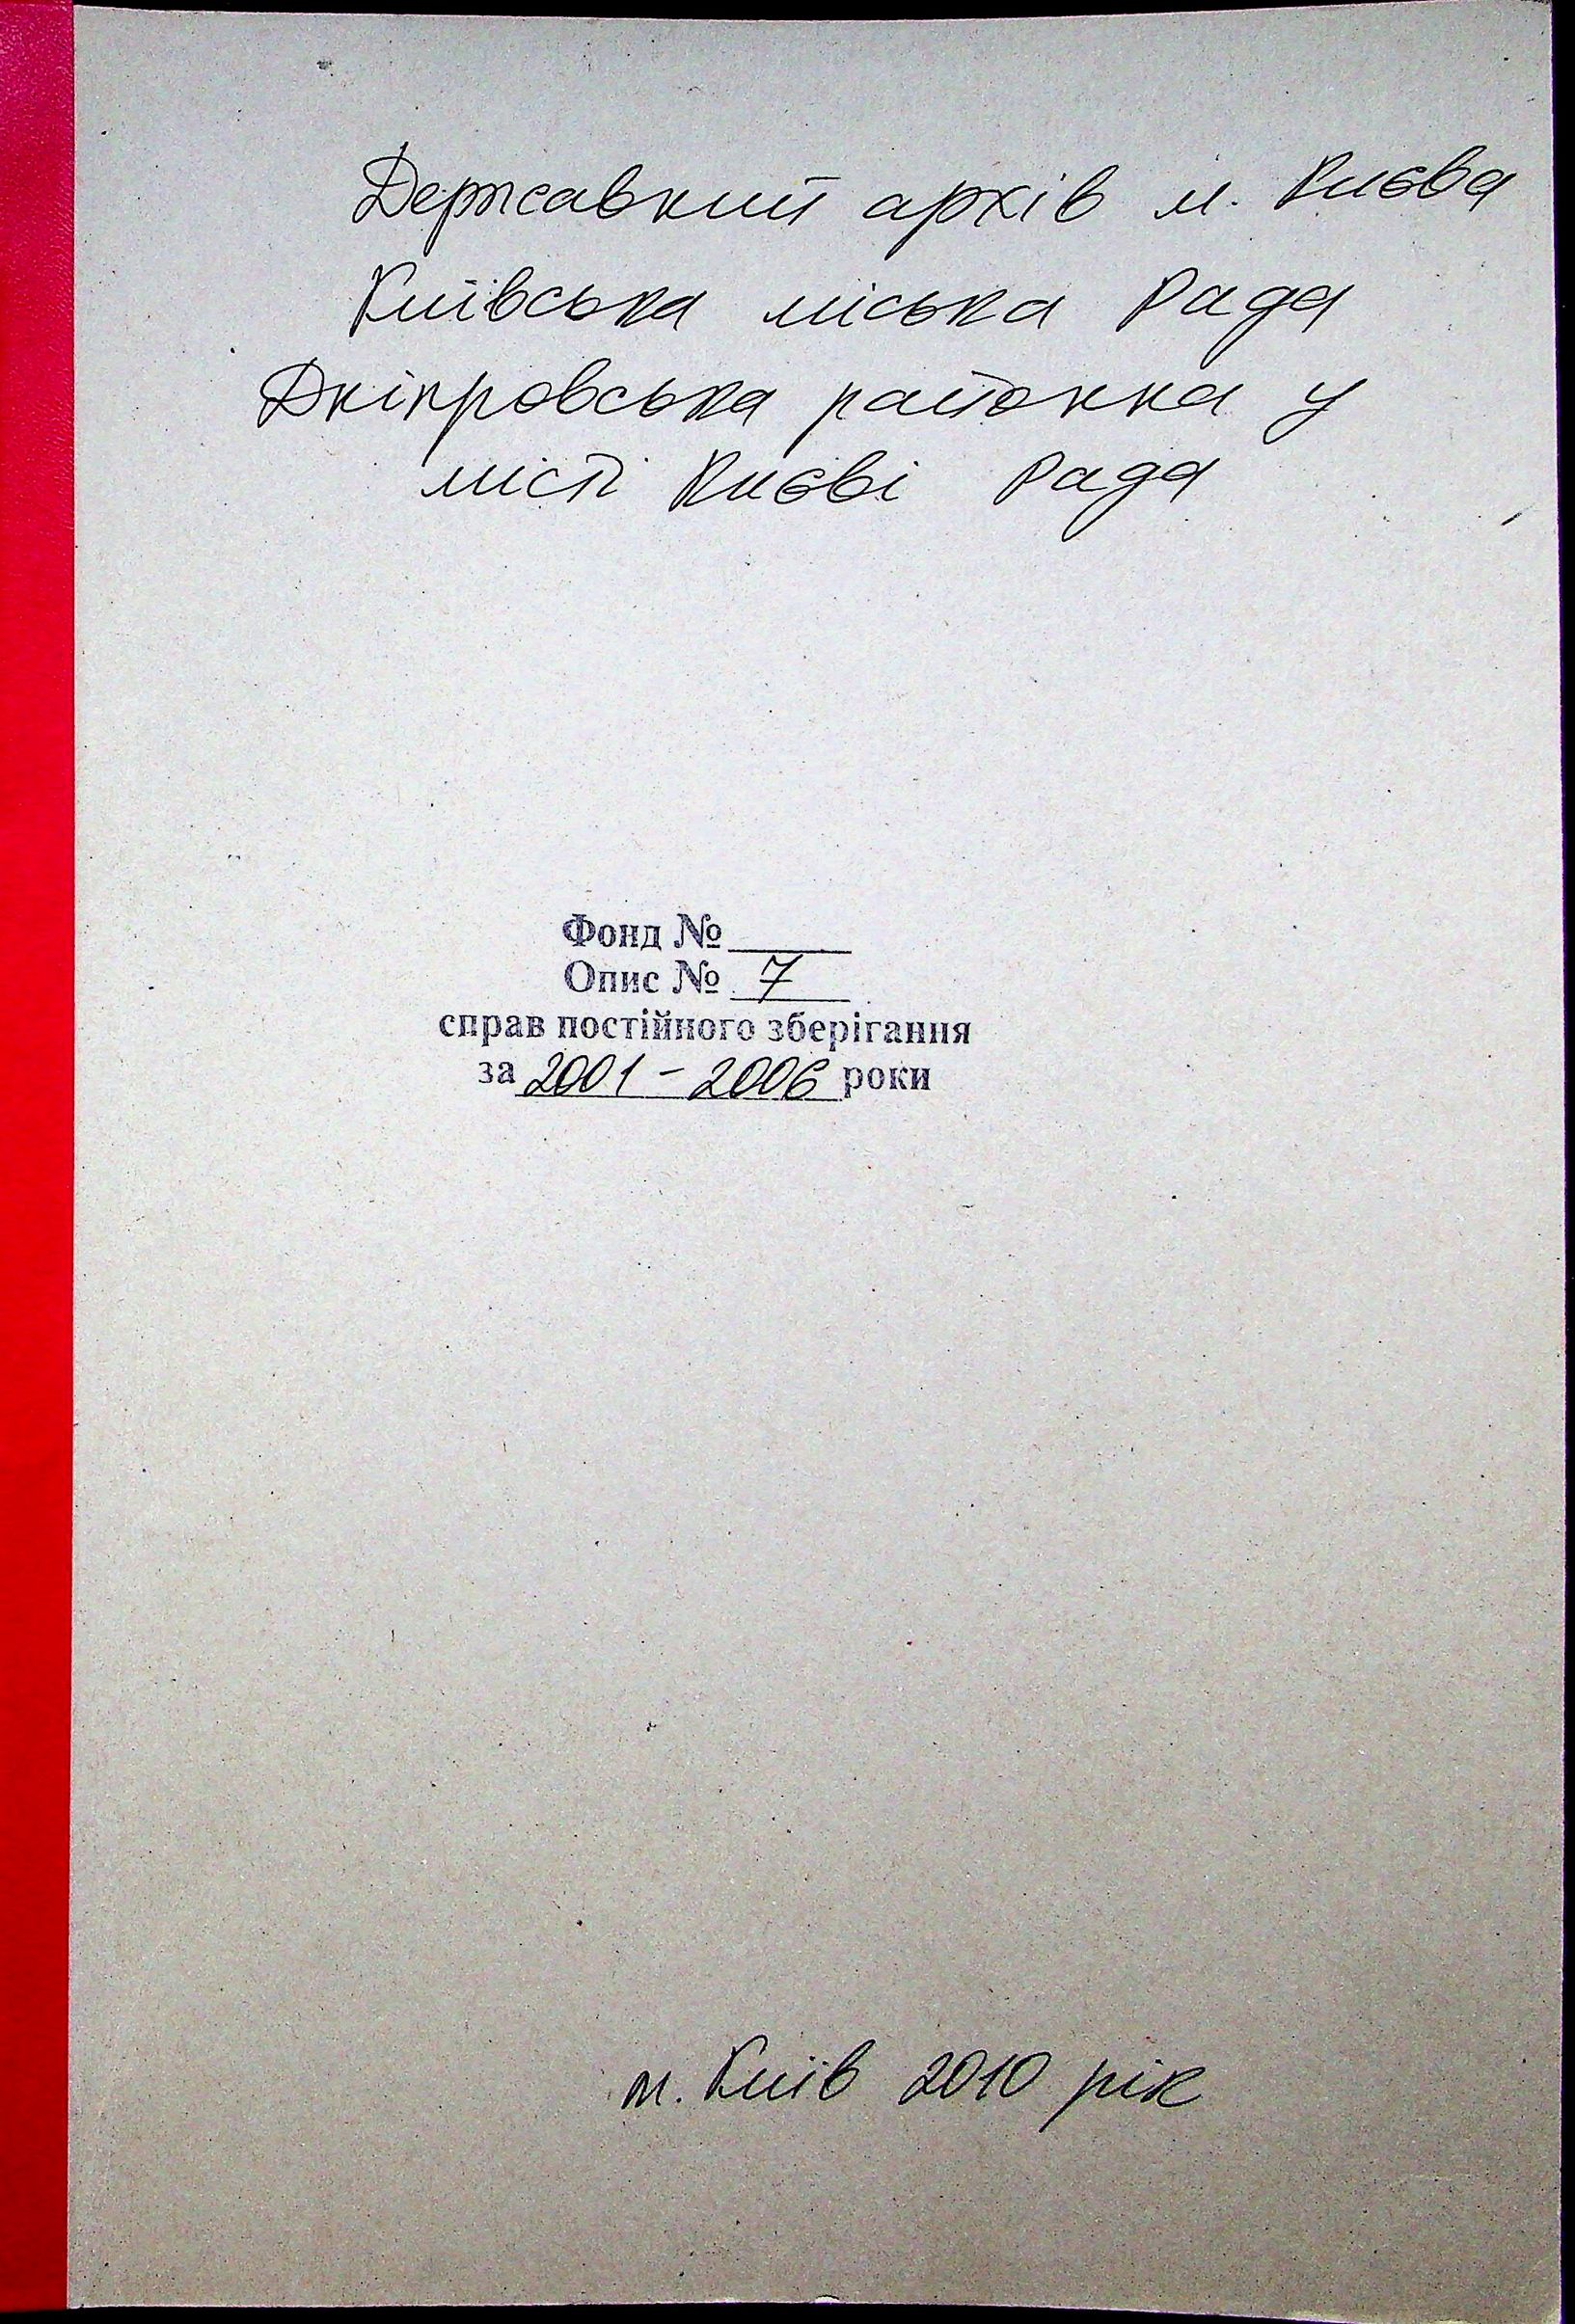 Державний архів м. Києва
Київська міська Рада
Дніпровська районна у
місті Києві Рада
Фонд №
Опис № 7
справ постійного зберігання
за 2001 - 2006 роки
м. Київ 2010 рік